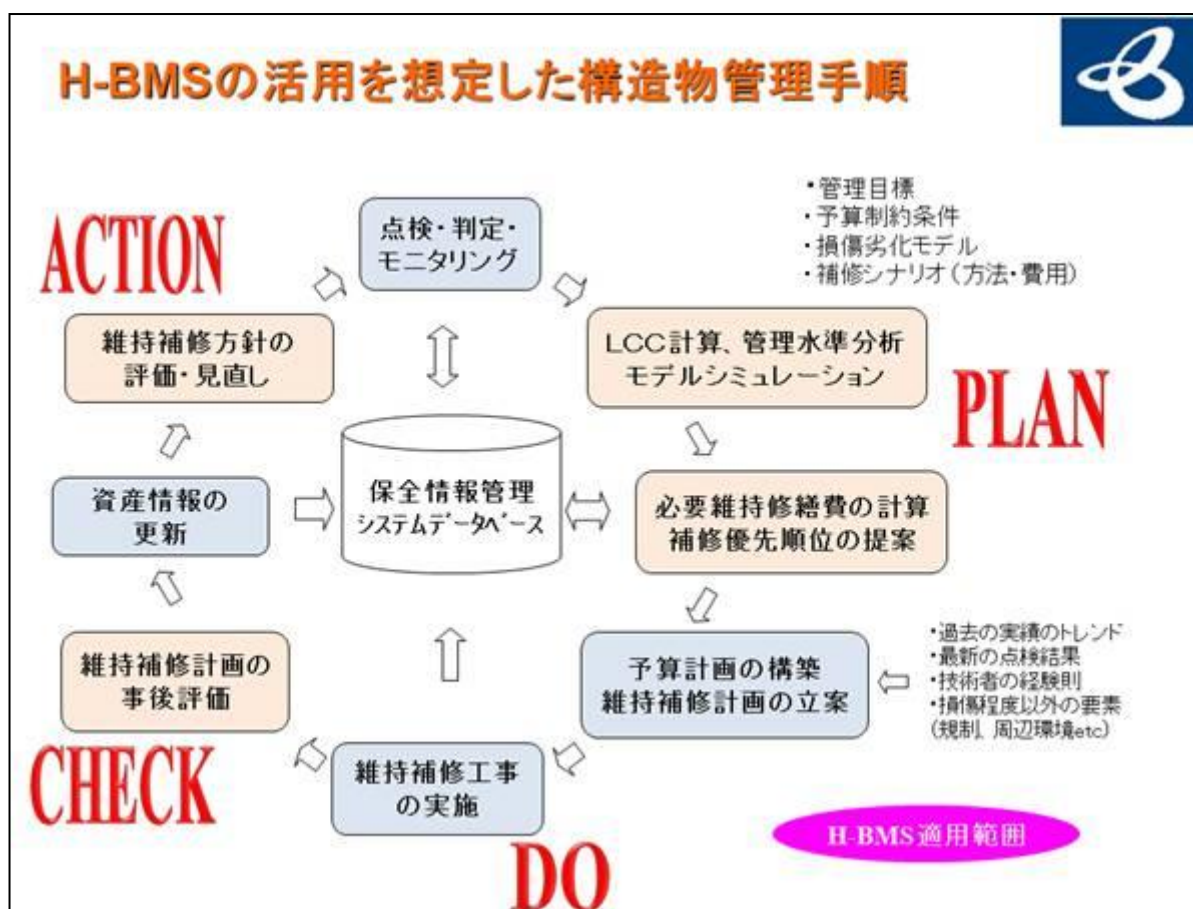 H-BMSの活用を想定した構造物管理手順
ACTION
点検・判定・
モニタリング
・管理目標
・予算制約条件
・損傷劣化モデル
・補修シナリオ(方法・費用)
維持補修方針の
評価・見直し
LCC計算、管理水準分析
モデルシミュレーション
PLAN
資産情報の
更新
保全情報管理
システムデータベース
必要維持修繕費の計算
補修優先順位の提案
維持補修計画の
事後評価
予算計画の構築
維持補修計画の立案
・過去の実績のトレンド
・最新の点検結果
・技術者の経験則
・損傷程度以外の要素
(規制、周辺環境etc)
CHECK
維持補修工事
の実施
DO
H-BMS適用範囲